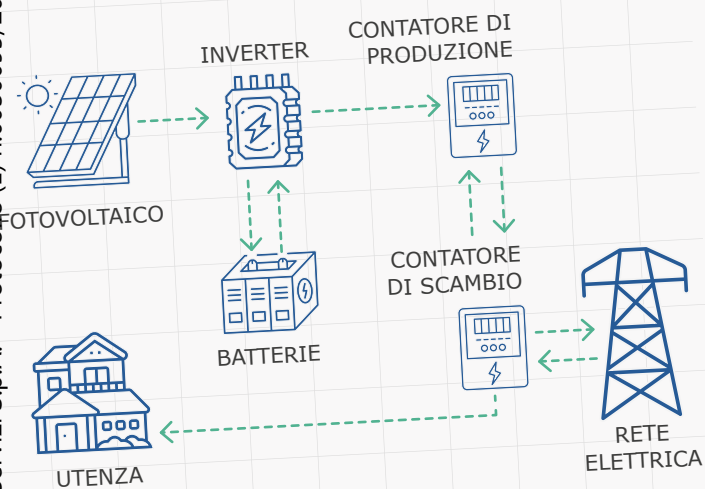 CONTATORE DI
PRODUZIONE
INVERTER
FOTOVOLTAICO
CONTATORE
DI SCAMBIO
BATTERIE
RETE
ELETTRICA
UTENZA